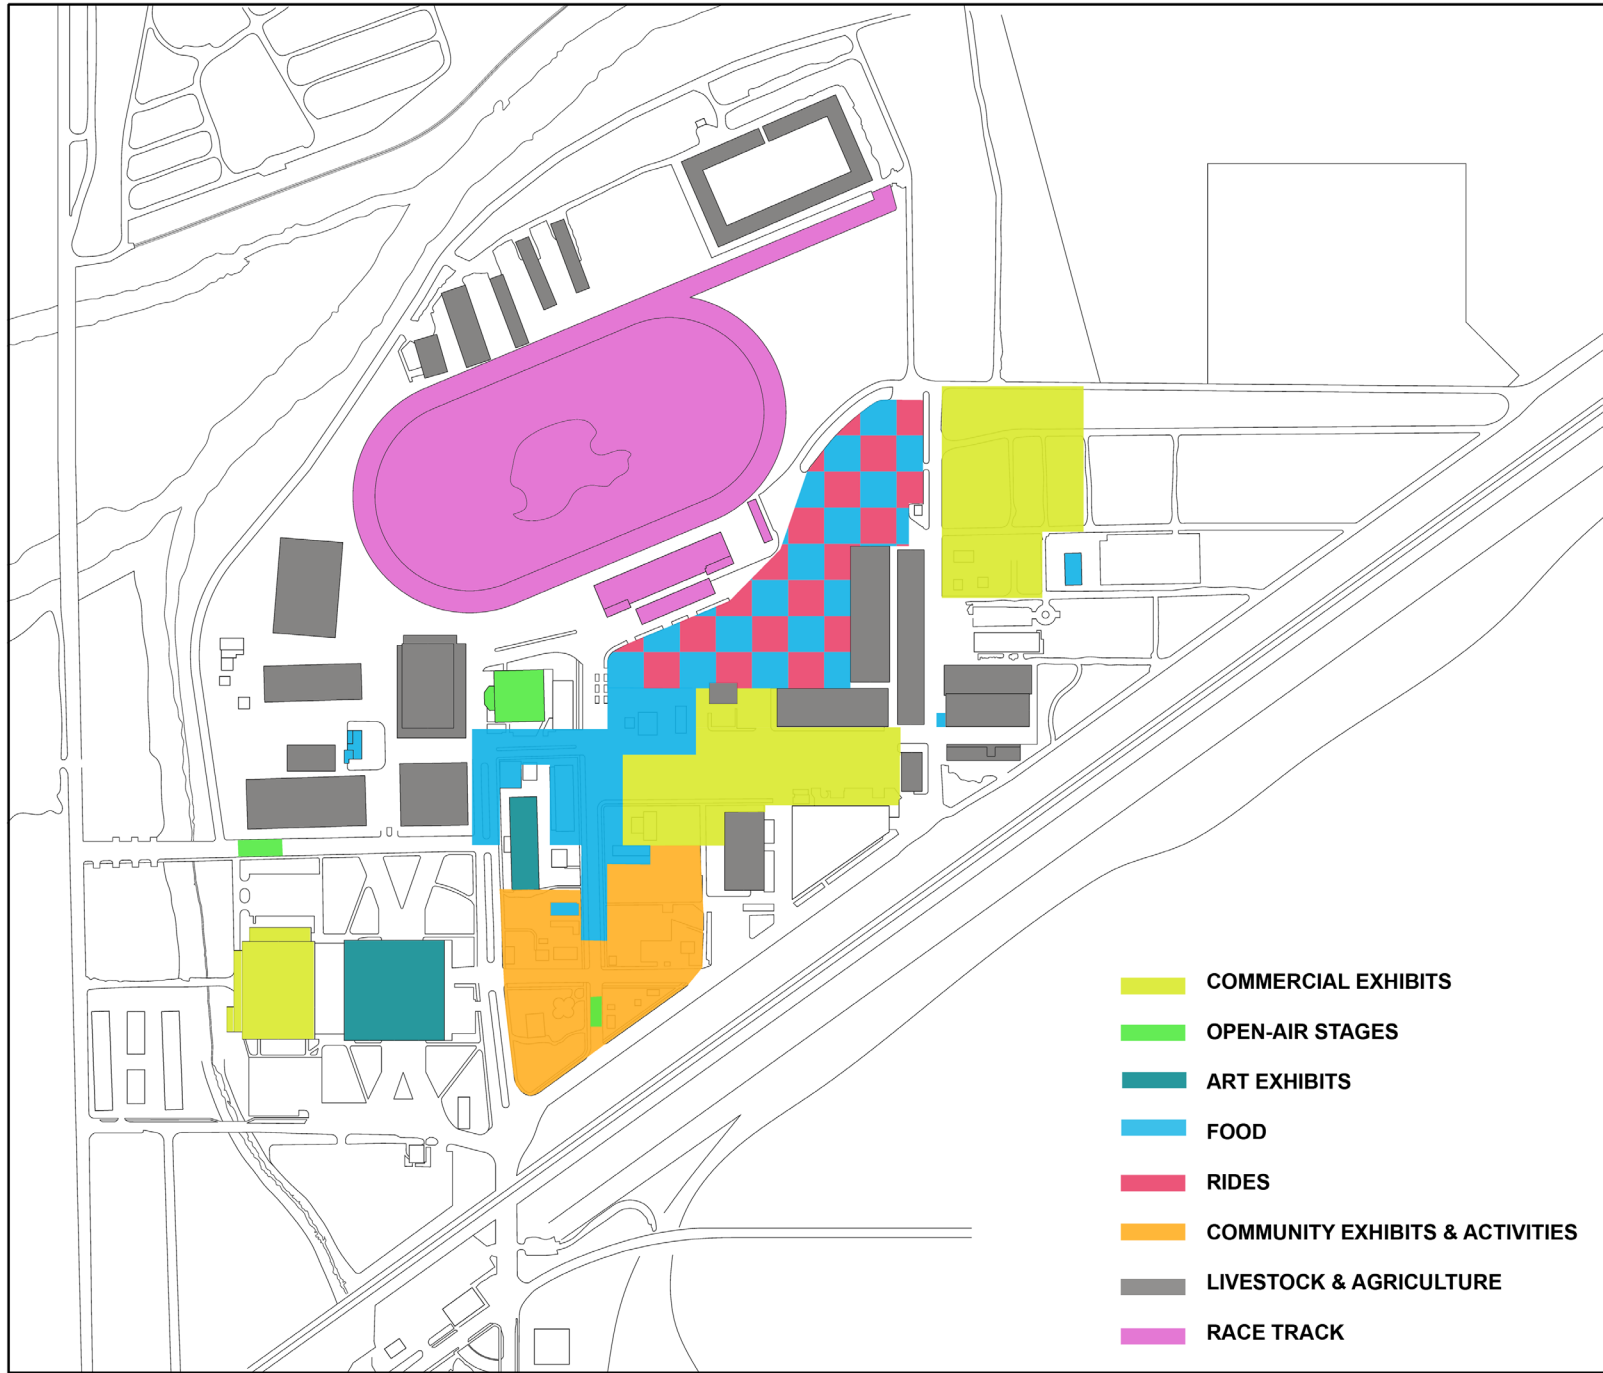 COMMERCIAL EXHIBITS
OPEN-AIR STAGES
ART EXHIBITS
FOOD
RIDES
COMMUNITY EXHIBITS & ACTIVITIES
LIVESTOCK & AGRICULTURE
RACE TRACK